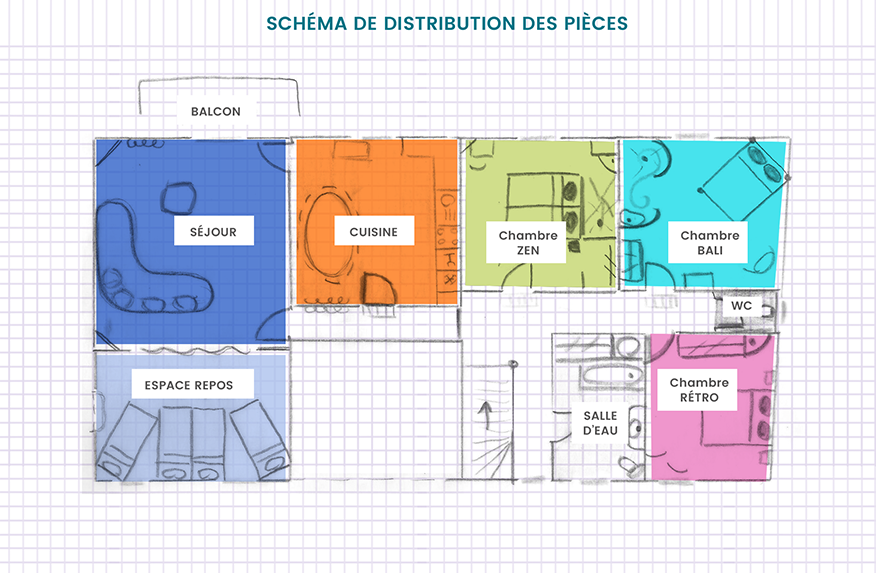 SCHÉMA DE DISTRIBUTION DES PIÈCES
BALCON
SÉJOUR
CUISINE
Chambre
ZEN
Chambre
BALI
WC
ESPACE REPOS
Chambre
RÉTRO
SALLE
D'EAU